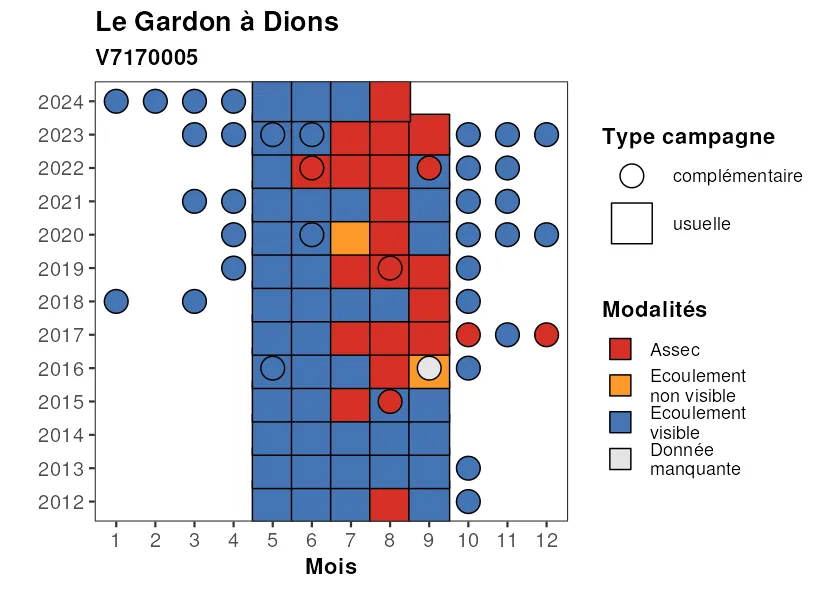 Le Gardon à Dions
V7170005
2024
2023
2022
2021
2020
2019
2018
2017
2016
2015
2014
2013
2012
1 2 3 4 5 6 7 8 9 10 11 12
Mois
Type campagne
complémentaire
usuelle
Modalités
Assec
Ecoulement
non visible
Ecoulement
visible
Donnée
manquante